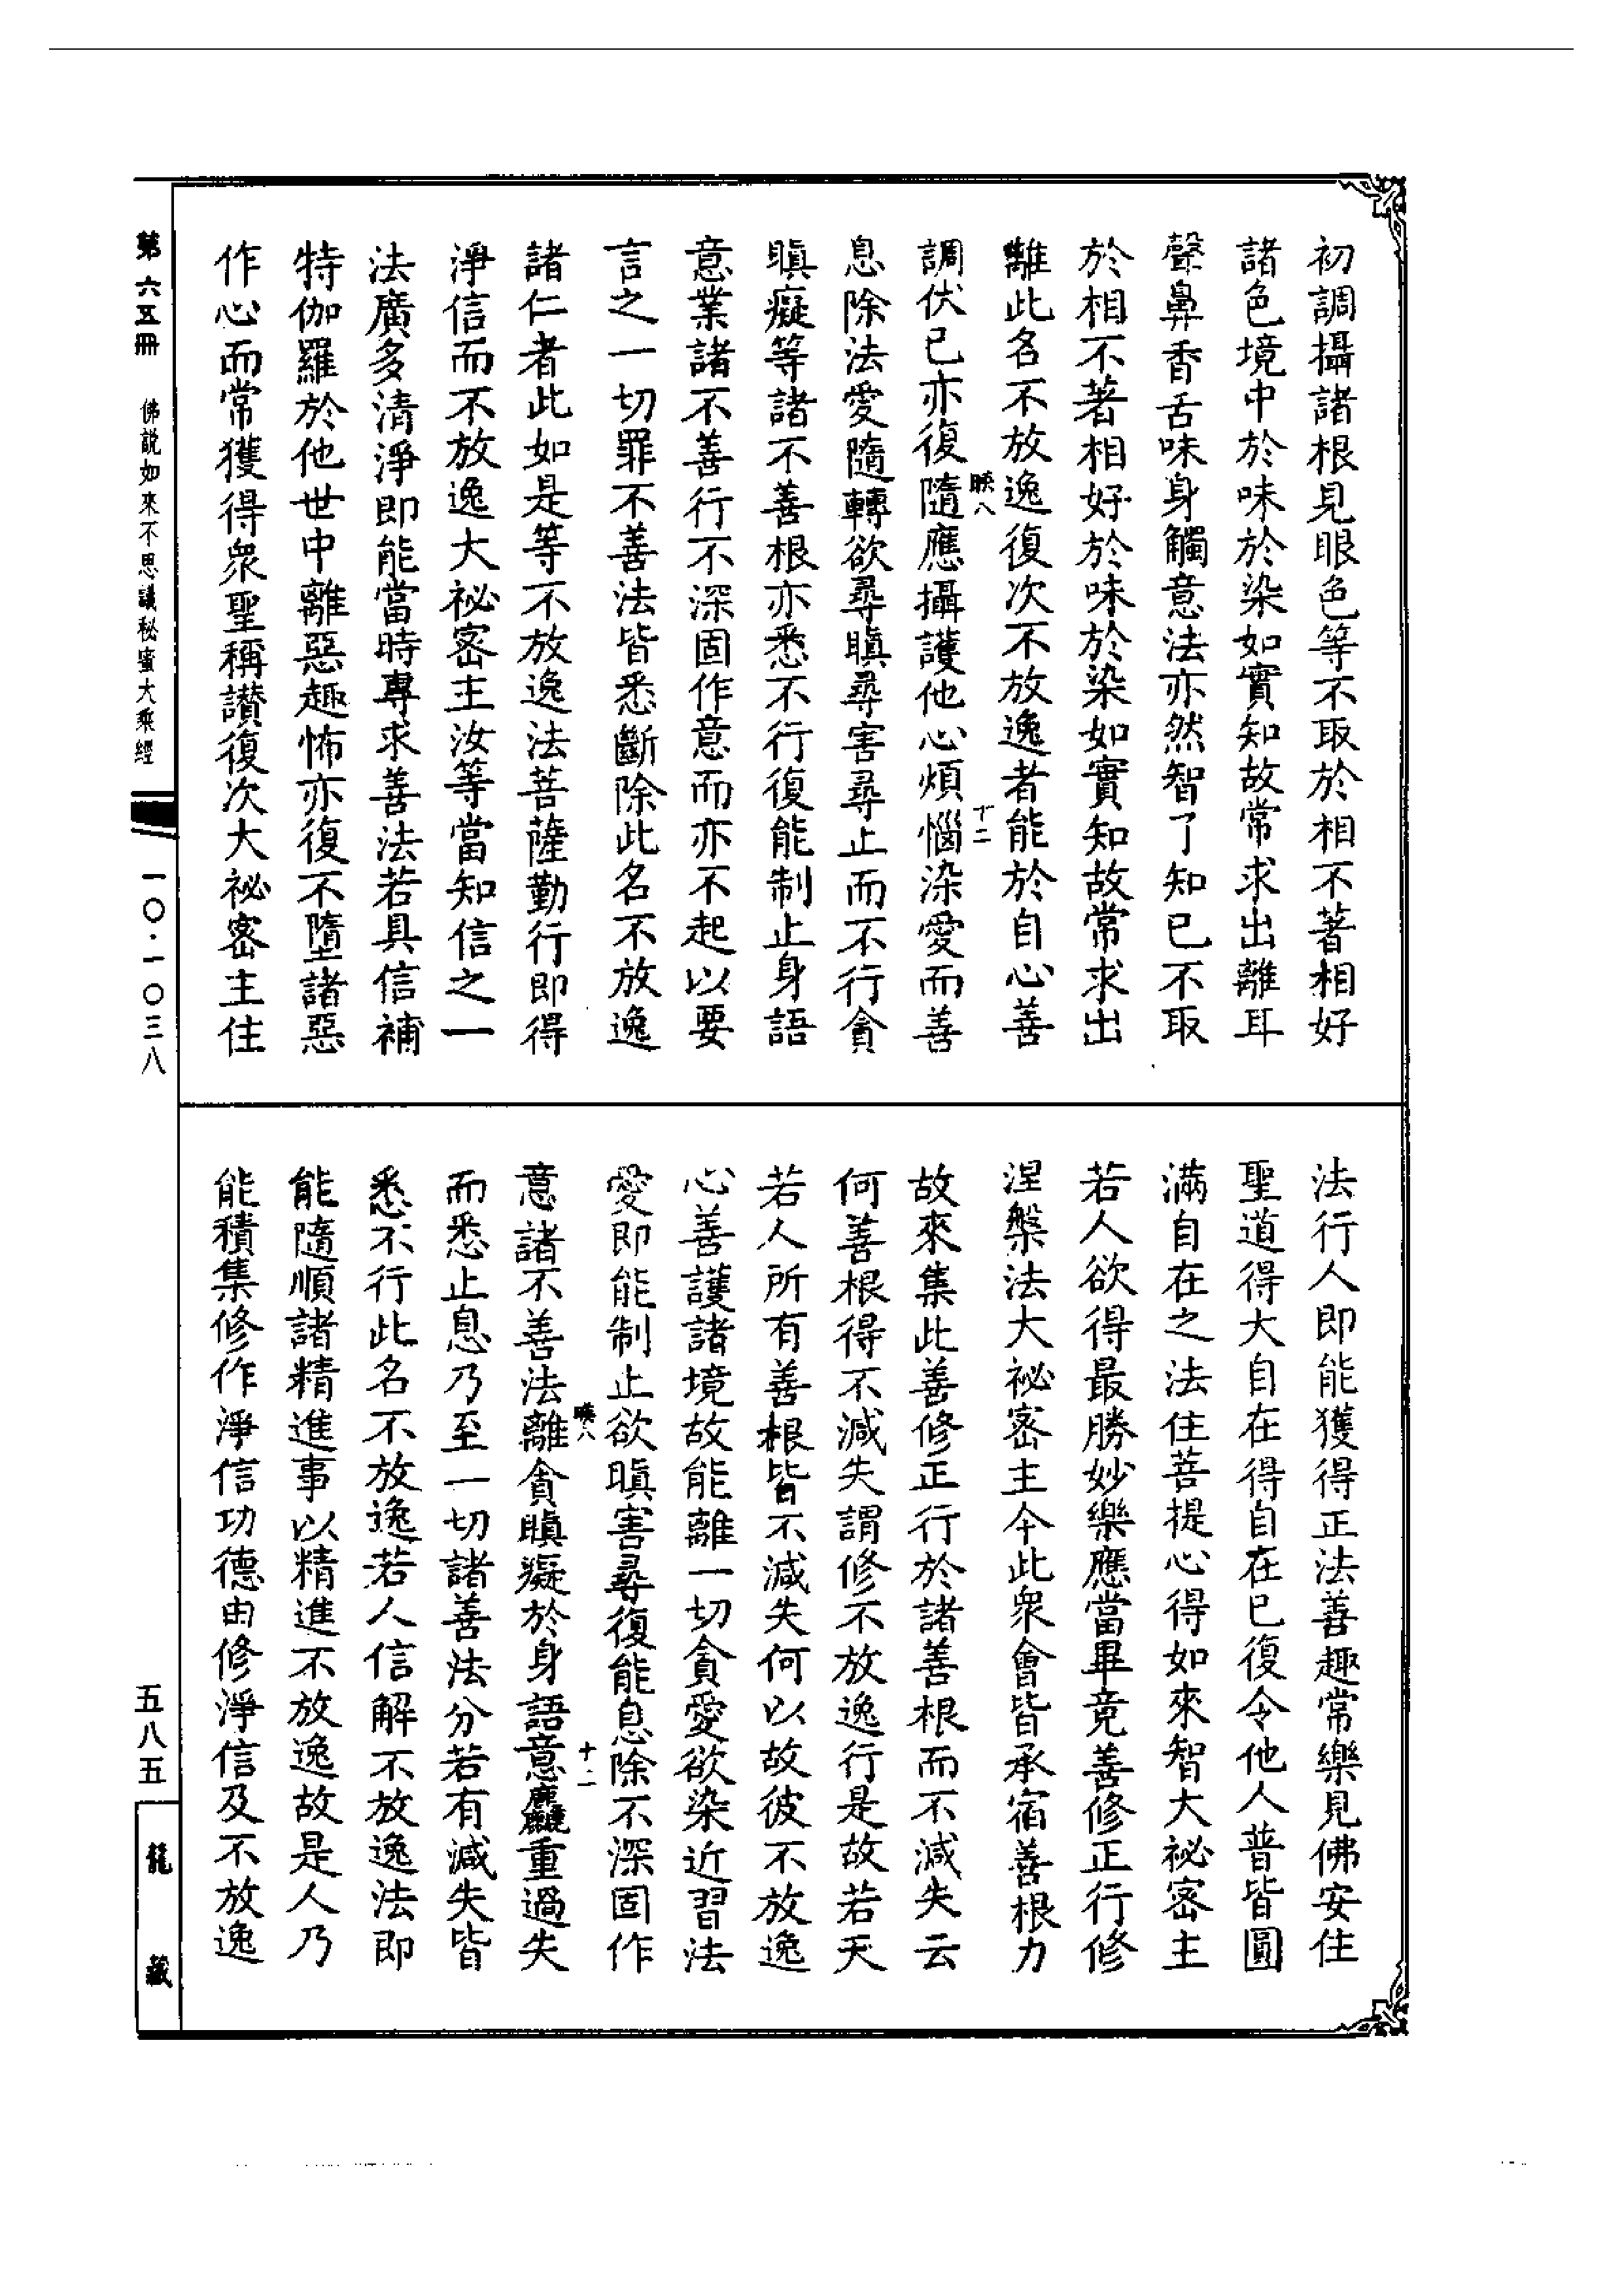 初調攝諸根見眼色等不取於相不著相好
諸色境中於味於染如實知故常求出離耳
聲鼻香舌味身觸意法亦然智了知已不取
於相不著相好於味於染如實知故常求出
離此名不放逸復次不放逸者能於自心善
調伏已亦復隨應攝護他心煩惱染愛而善
息除法愛隨轉欲尋瞋尋害尋止而不行貪
瞋癡等諸不善根亦悉不行復能制止身語
意業諸不善行不深固作意而亦不起以要
言之一切罪不善法皆悉斷除此名不放逸
諸仁者此如是等不放逸法菩薩勤行即得
淨信而不放逸大祕密主汝等當知信之一
法廣多清淨即能當時專求善法若具信補
特伽羅於他世中離惡趣怖亦復不墮諸惡
作心而常獲得眾聖稱讚復次大祕密主住
法行人即能獲得正法善趣常樂見佛安住
聖道得大自在得自在已復令他人普皆圓
滿自在之法住菩提心得如來智大祕密主
若人欲得最勝妙樂應當畢竟善修正行修
涅槃法大祕密主今此眾會皆承宿善根力
故來集此善修正行於諸善根而不減失云
何善根得不減失謂修不放逸行是故若天
若人所有善根皆不減失何以故彼不放逸
心善護諸境故能離一切貪愛欲染近習法
愛即能制止欲瞋害尋復能息除不深固作
意諸不善法離貪瞋癡於身語意麤重過失
而悉止息乃至一切諸善法分若有減失皆
悉不行此名不放逸若人信解不放逸法即
能隨順諸精進事以精進不放逸故是人乃
能積集修作淨信功德由修淨信及不放逸
十二
十二
第六五冊
佛說如來不思議秘蜜大乘經
一〇·一〇三八
五八五
龍藏